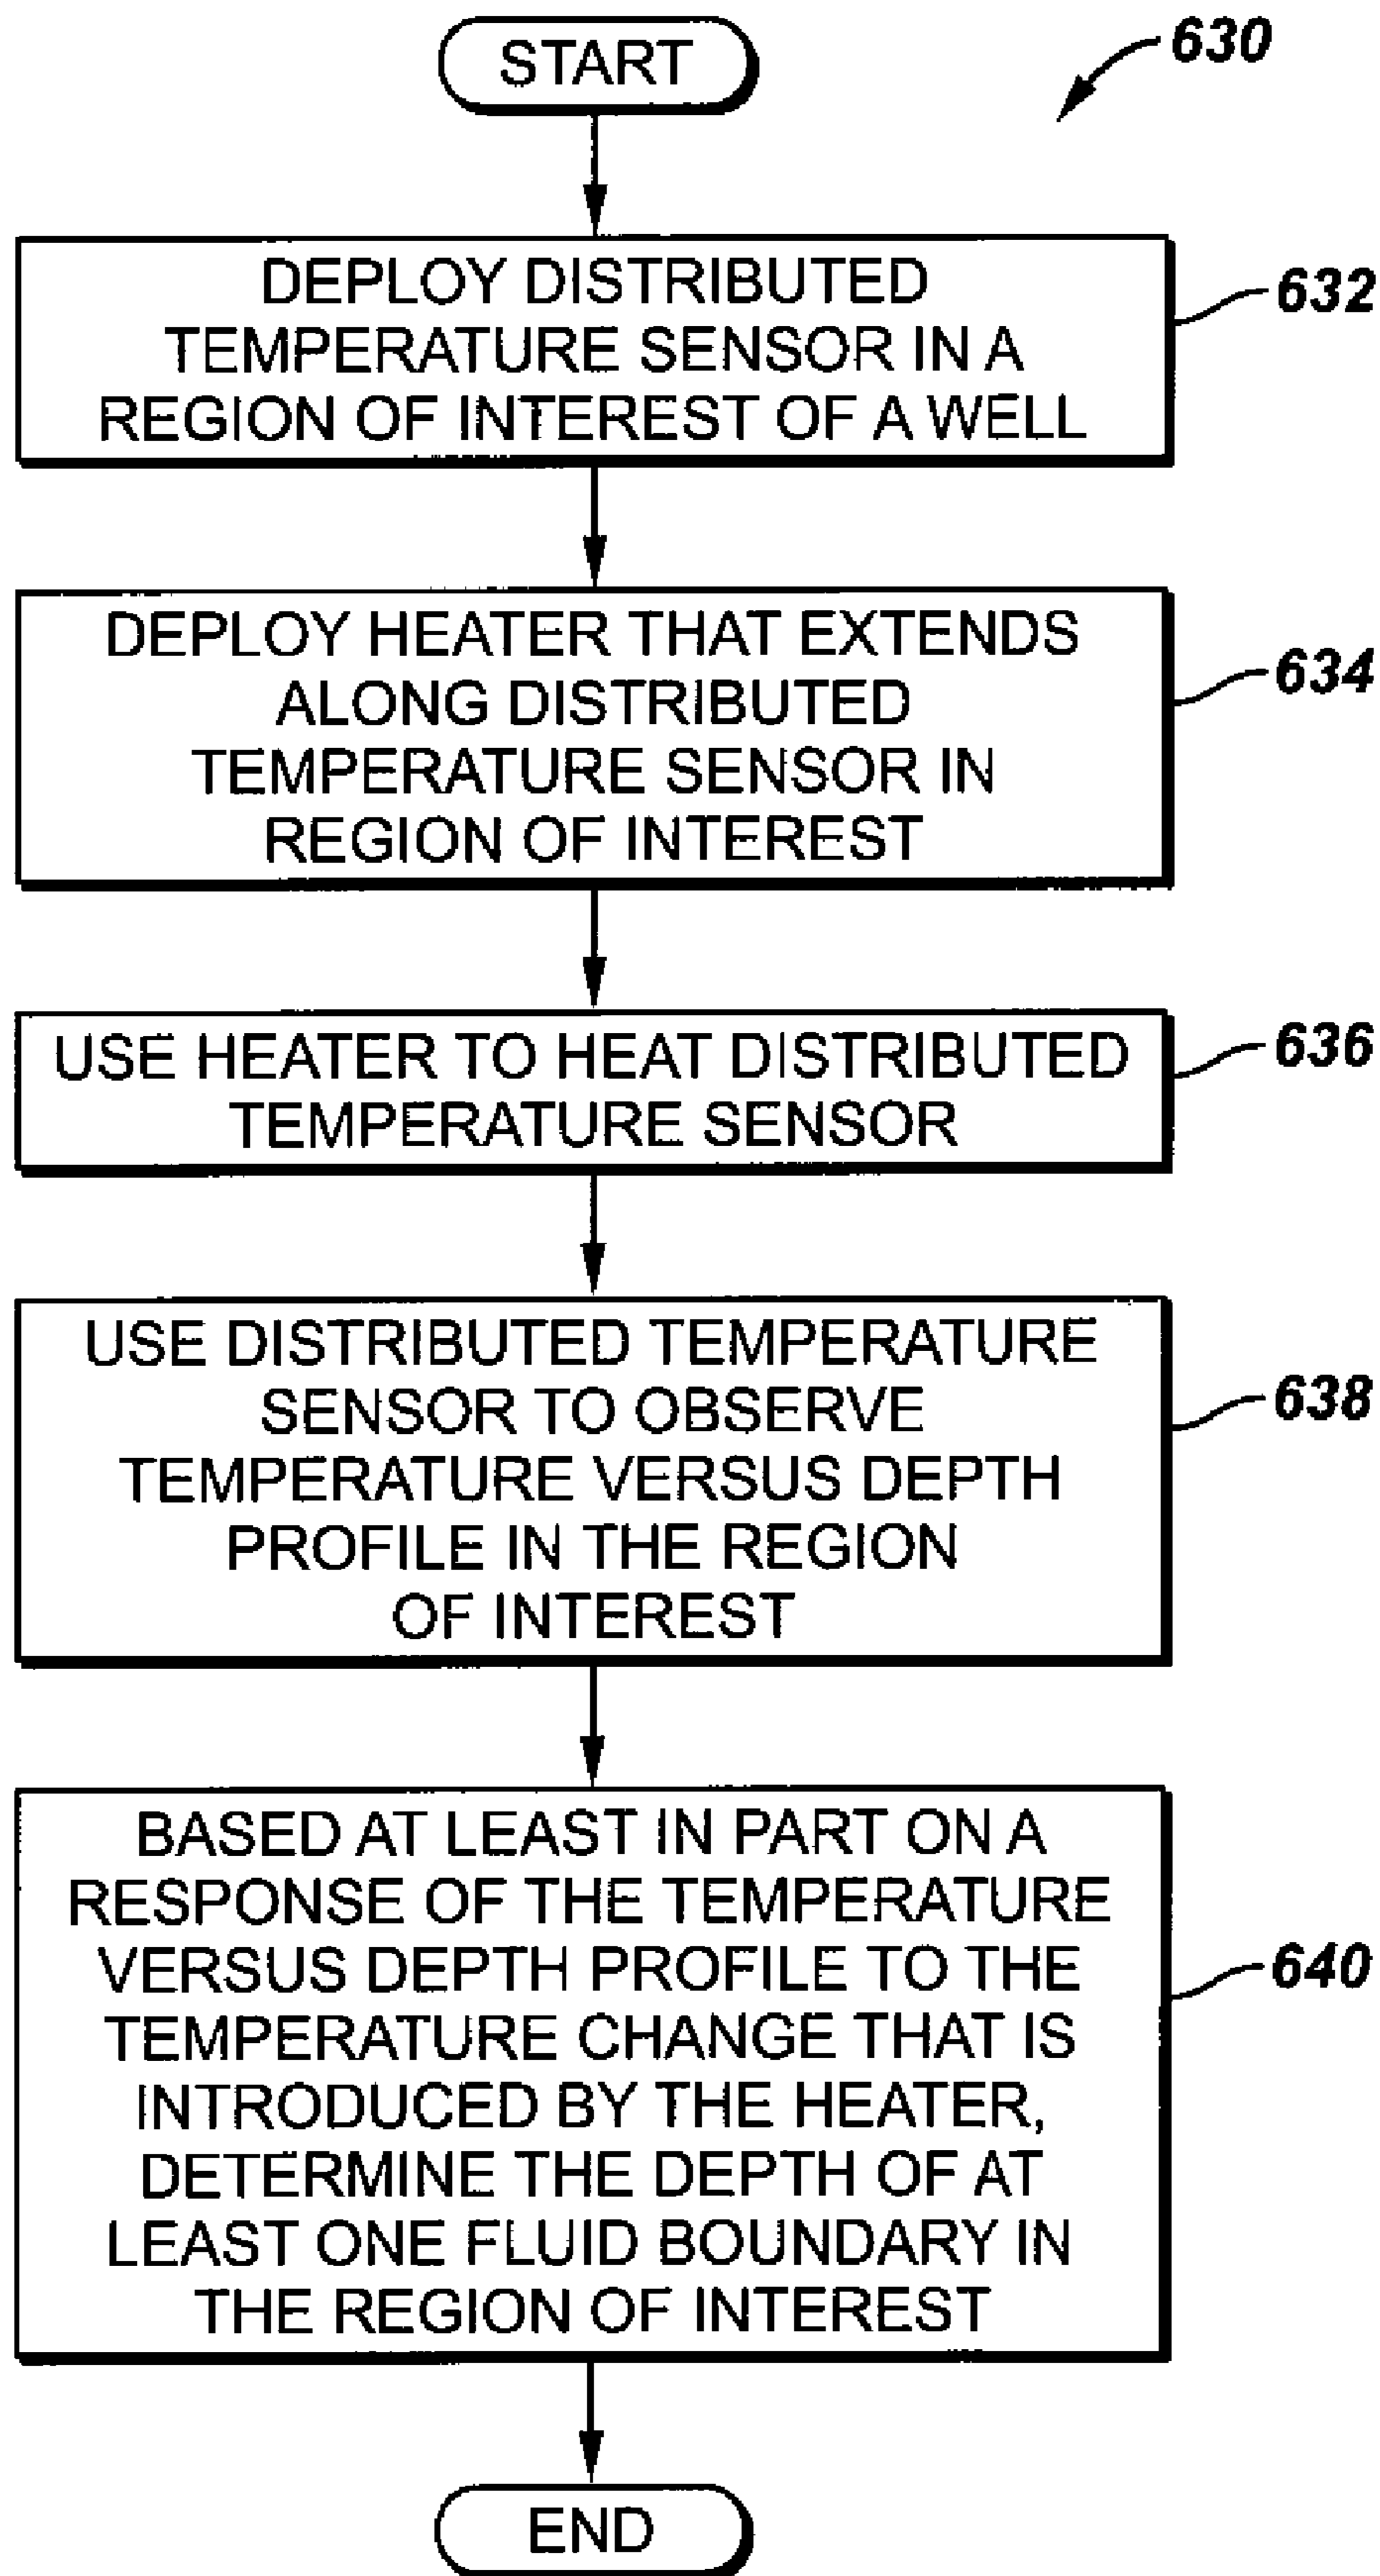 START
630
DEPLOY DISTRIBUTED
TEMPERATURE SENSOR IN A
REGION OF INTEREST OF A WELL
632
DEPLOY HEATER THAT EXTENDS
ALONG DISTRIBUTED
TEMPERATURE SENSOR IN
REGION OF INTEREST
634
USE HEATER TO HEAT DISTRIBUTED
TEMPERATURE SENSOR
636
USE DISTRIBUTED TEMPERATURE
SENSOR TO OBSERVE
TEMPERATURE VERSUS DEPTH
PROFILE IN THE REGION
OF INTEREST
638
BASED AT LEAST IN PART ON A
RESPONSE OF THE TEMPERATURE
VERSUS DEPTH PROFILE TO THE
TEMPERATURE CHANGE THAT IS
INTRODUCED BY THE HEATER,
DETERMINE THE DEPTH OF AT
LEAST ONE FLUID BOUNDARY IN
THE REGION OF INTEREST
640
END